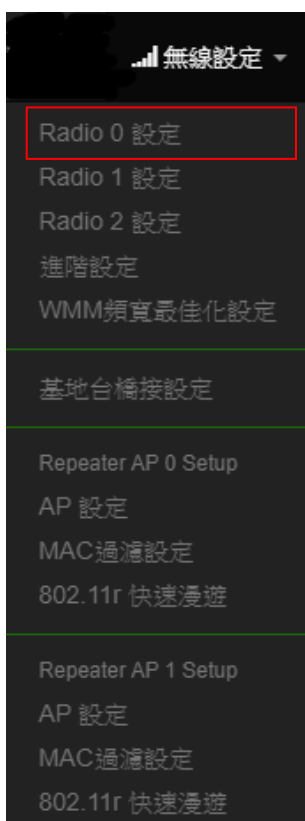 無線設定
Radio 0 設定
Radio 1 設定
Radio 2 設定
進階設定
WMM頻寬最佳化設定
基地台橋接設定
Repeater AP 0 Setup
AP 設定
MAC過濾設定
802.11r 快速漫遊
Repeater AP 1 Setup
AP 設定
MAC過濾設定
802.11r 快速漫遊